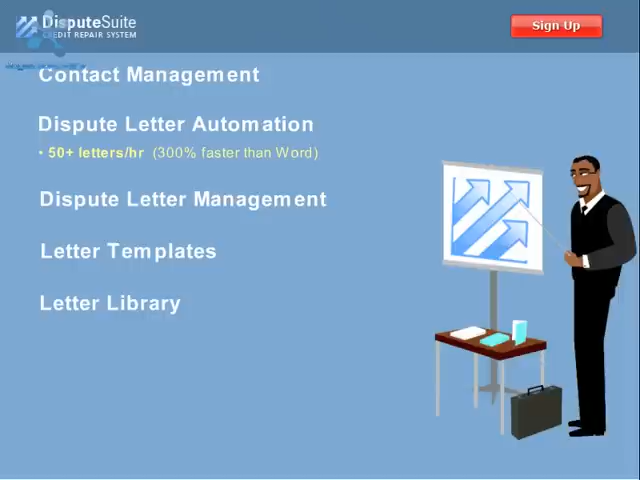 DisputeSuite
CREDIT REPAIR SYSTEM
Sign Up
Contact Management
Dispute Letter Automation
• 50+ letters/hr (300% faster than Word)
Dispute Letter Management
Letter Templates
Letter Library